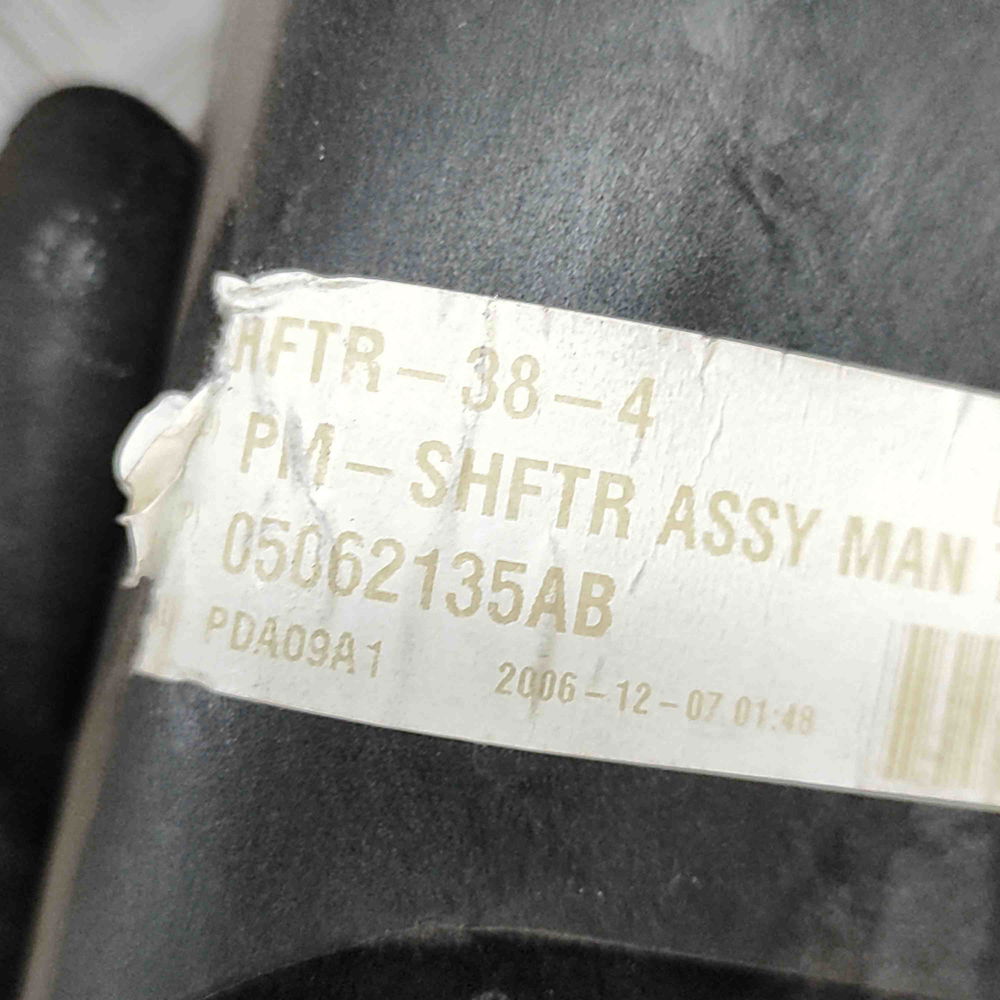 HFTR-38-4
PM-SHFTR ASSY MAN
05062135AB
PDA09A1 2006-12-07 01:48